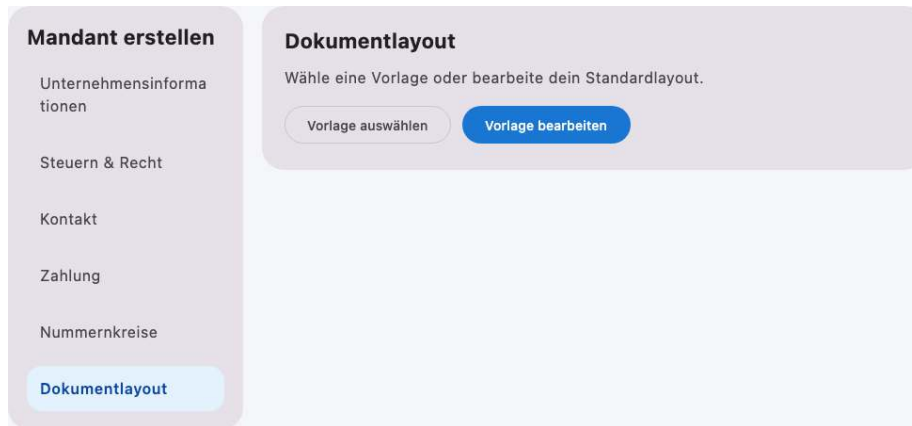 Mandant erstellen
Unternehmensinforma
tionen
Steuern & Recht
Kontakt
Zahlung
Nummernkreise
Dokumentlayout
Dokumentlayout
Wähle eine Vorlage oder bearbeite dein Standardlayout.
Vorlage auswählen
Vorlage bearbeiten